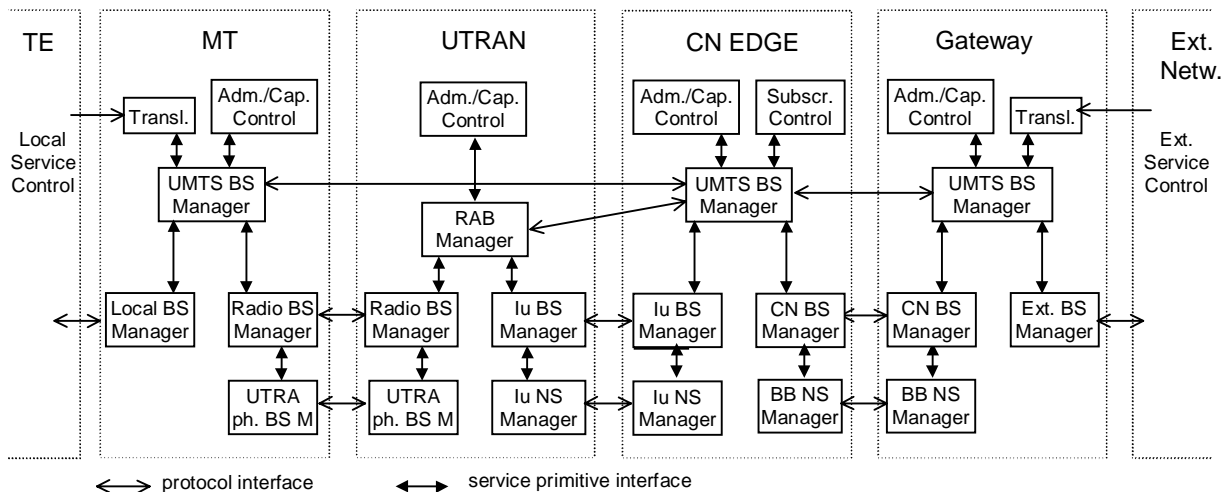 TE
MT
UTRAN
CN EDGE
Gateway
Ext.
Netw.
Transl.
Adm./Cap.
Control
Adm./Cap.
Control
Adm./Cap.
Control
Subscr.
Control
Adm./Cap.
Control
Transl.
Local
Service
Control
Ext.
Service
Control
UMTS BS
Manager
RAB
Manager
UMTS BS
Manager
UMTS BS
Manager
Local BS
Manager
Radio BS
Manager
Radio BS
Manager
Iu BS
Manager
Iu BS
Manager
CN BS
Manager
CN BS
Manager
Ext. BS
Manager
UTRA
ph. BS M
UTRA
ph. BS M
Iu NS
Manager
Iu NS
Manager
BB NS
Manager
BB NS
Manager
protocol interface
service primitive interface